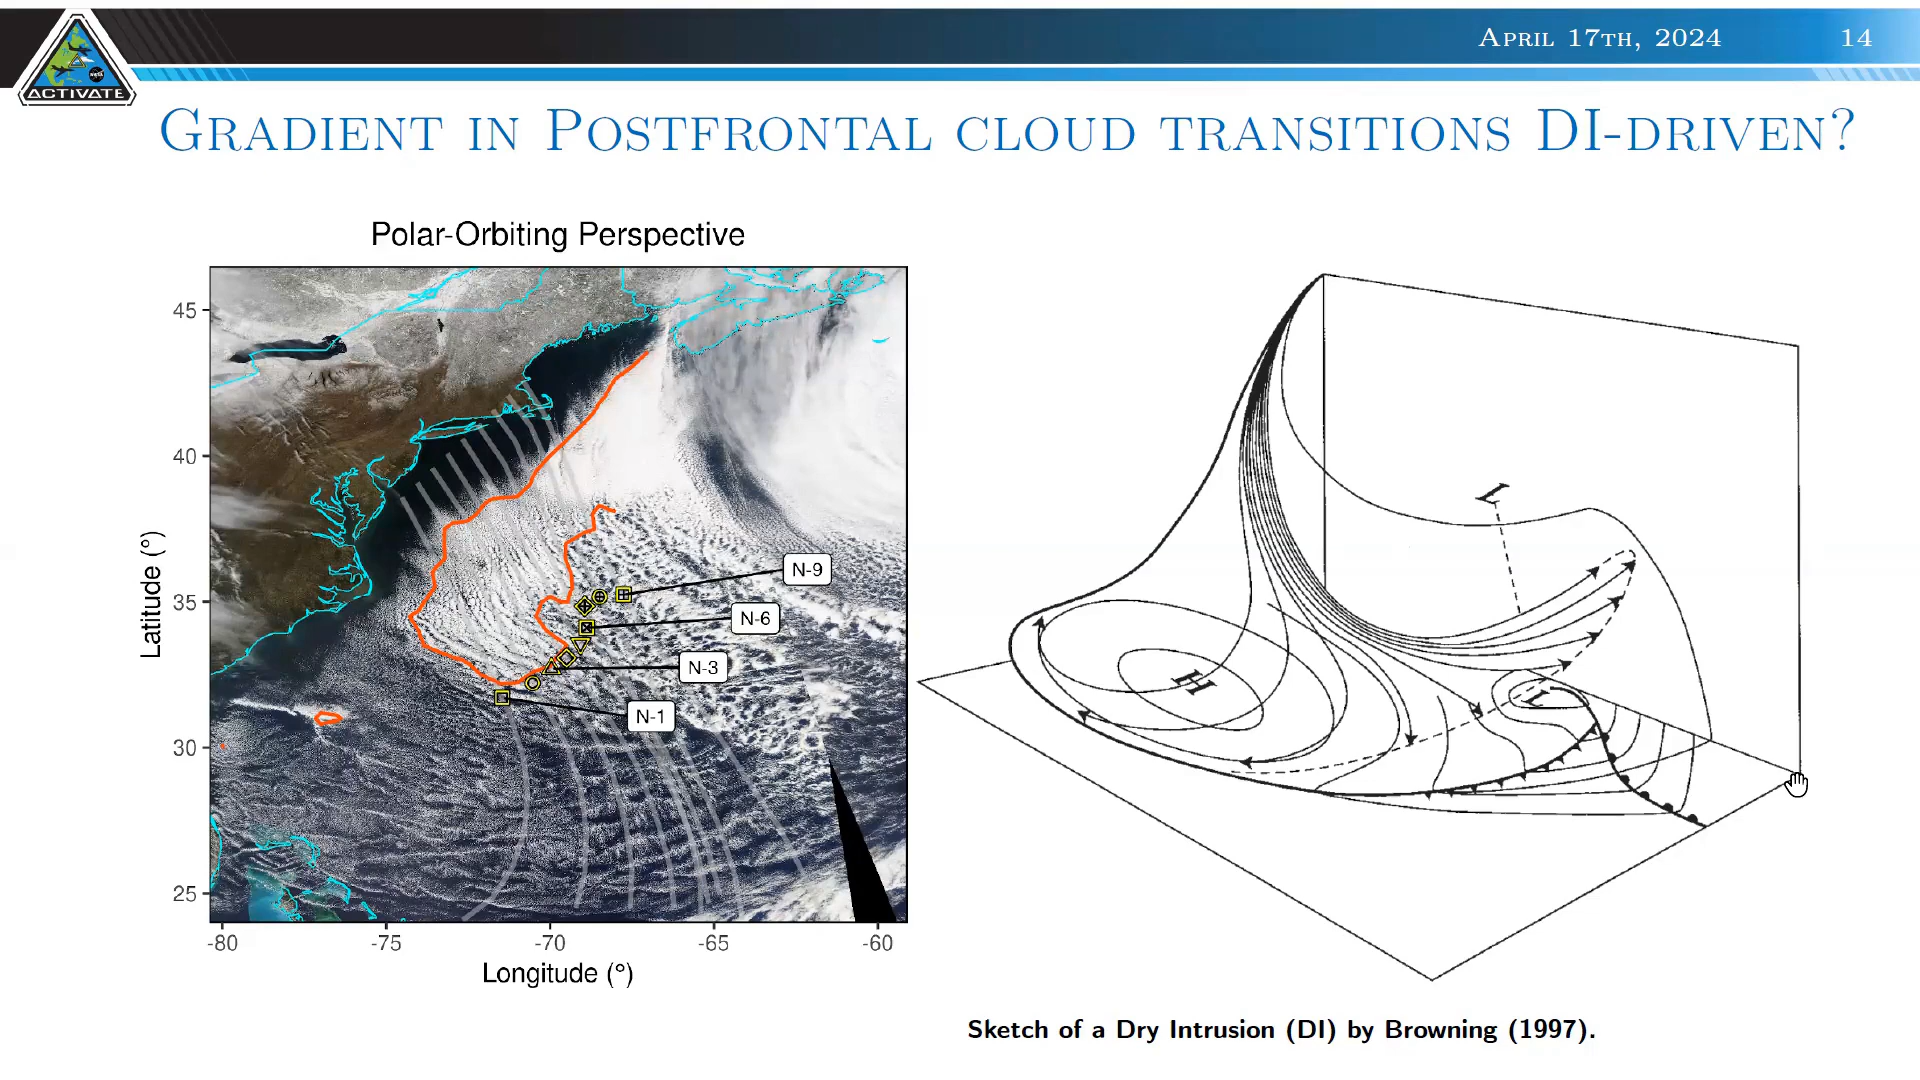 April 17th, 2024
14
ACTIVATE
Gradient in Postfrontal cloud transitions DI-driven?
Polar-Orbiting Perspective
45
40
35
30
25
Latitude (°)
N-9
N-6
N-3
N-1
-80
-75
-70
-65
-60
Longitude (°)
L
H
L
Sketch of a Dry Intrusion (DI) by Browning (1997).